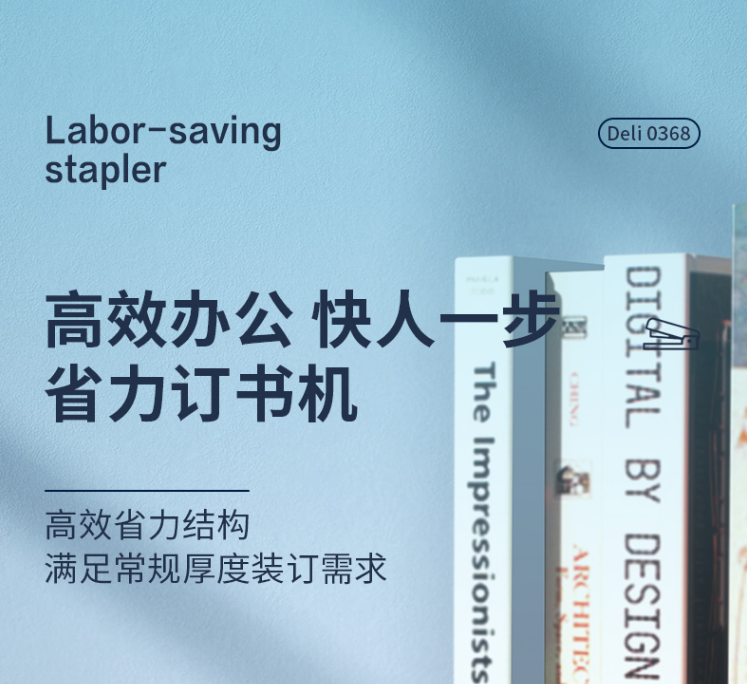 Labor-saving
stapler
Deli 0368
高效办公 快人一步
省力订书机
高效省力结构
满足常规厚度装订需求
The Impressionists
CHING
DIGITAL BY DESIGN